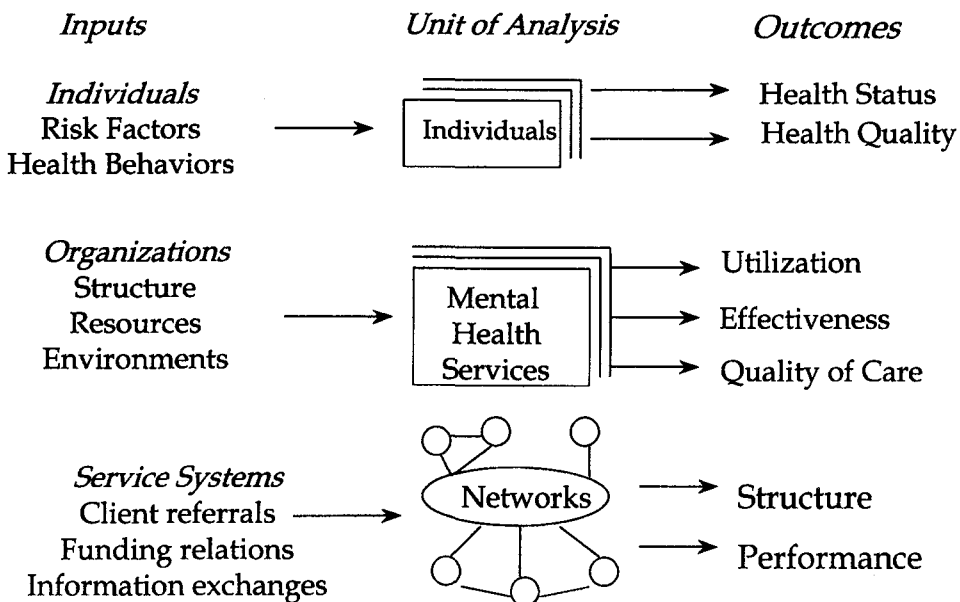 Inputs
Unit of Analysis
Outcomes
Individuals
Risk Factors
Health Behaviors
Individuals
Health Status
Health Quality
Organizations
Structure
Resources
Environments
Mental
Health
Services
Utilization
Effectiveness
Quality of Care
Service Systems
Client referrals
Funding relations
Information exchanges
Networks
Structure
Performance